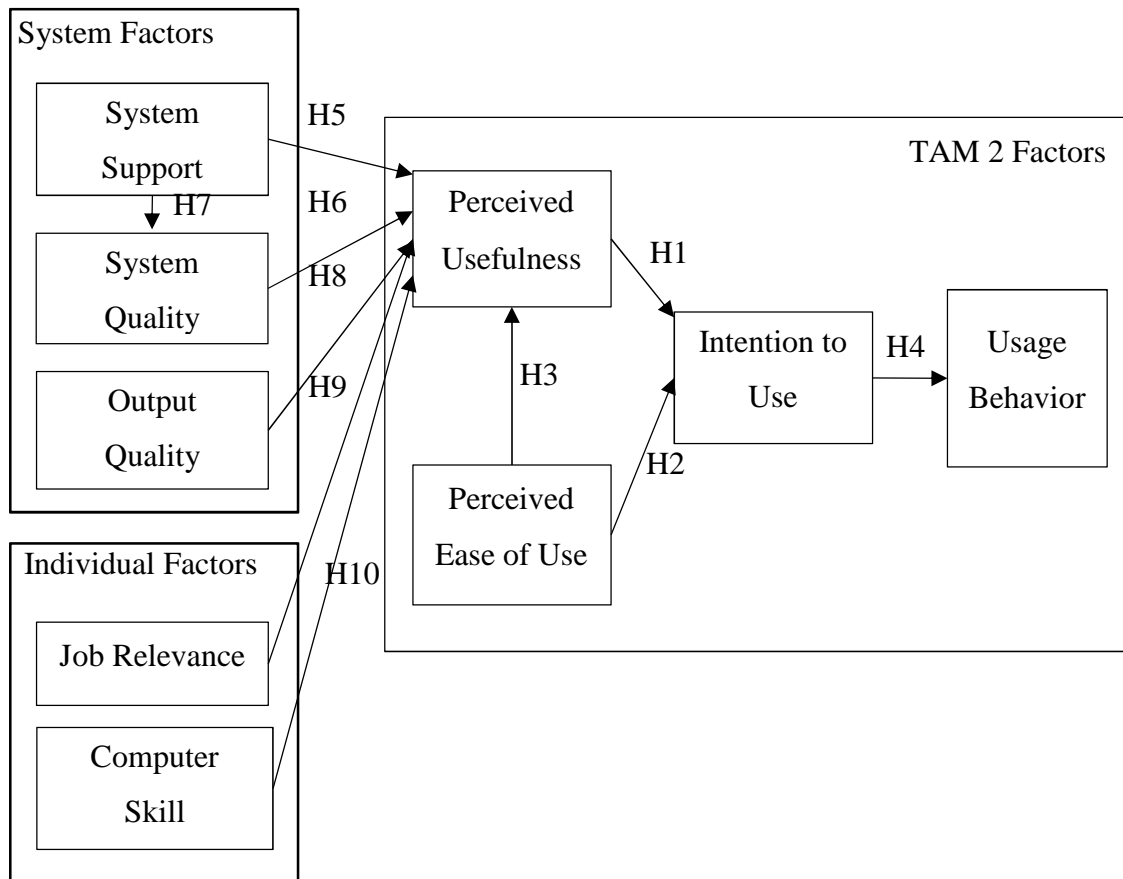 System Factors
System
Support
H7
System
Quality
Output
Quality
Individual Factors
Job Relevance
Computer
Skill
H5
H6
H8
H9
H10
TAM 2 Factors
Perceived
Usefulness
H3
Perceived
Ease of Use
H1
H2
Intention to
Use
H4
Usage
Behavior